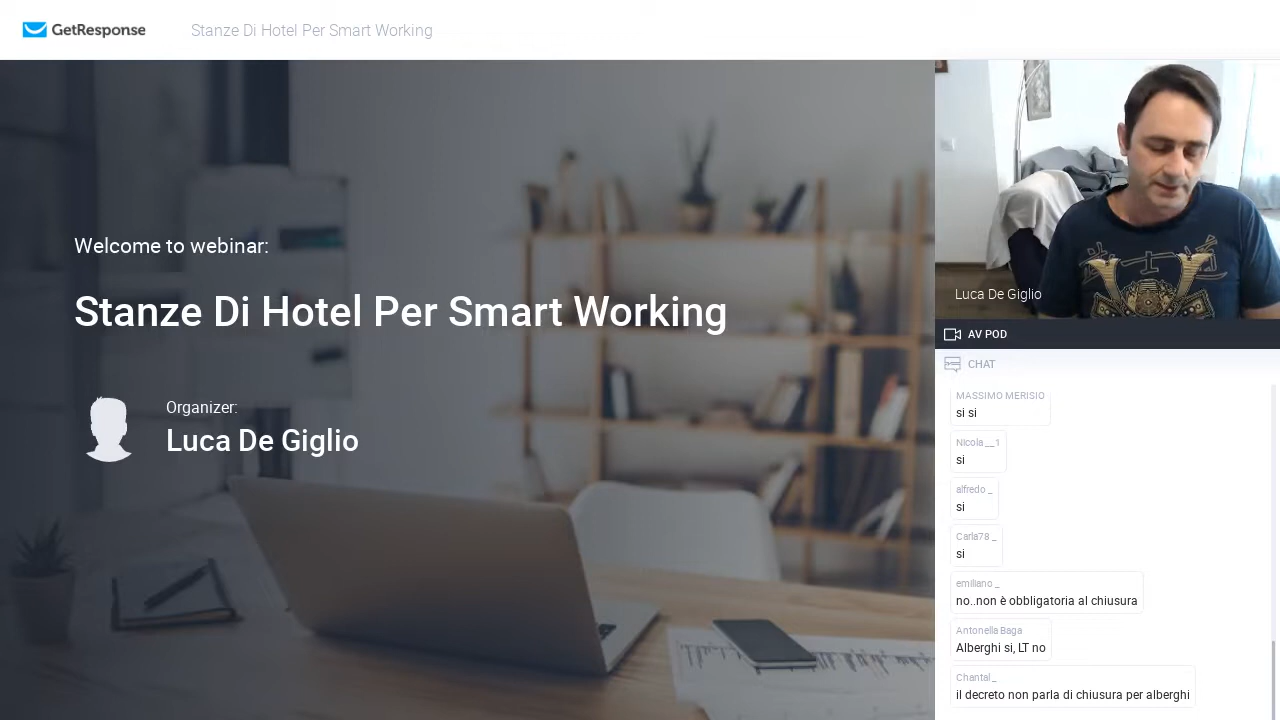 GetResponse
Stanze Di Hotel Per Smart Working
Welcome to webinar:
Stanze Di Hotel Per Smart Working
Organizer:
Luca De Giglio
Luca De Giglio
AV POD
CHAT
MASSIMO MERISIO
si si
Nicola__1
si
alfredo _
si
Carla78 _
si
emiliano _
no..non è obbligatoria al chiusura
Antonella Baga
Alberghi si, LT no
Chantal _
il decreto non parla di chiusura per alberghi